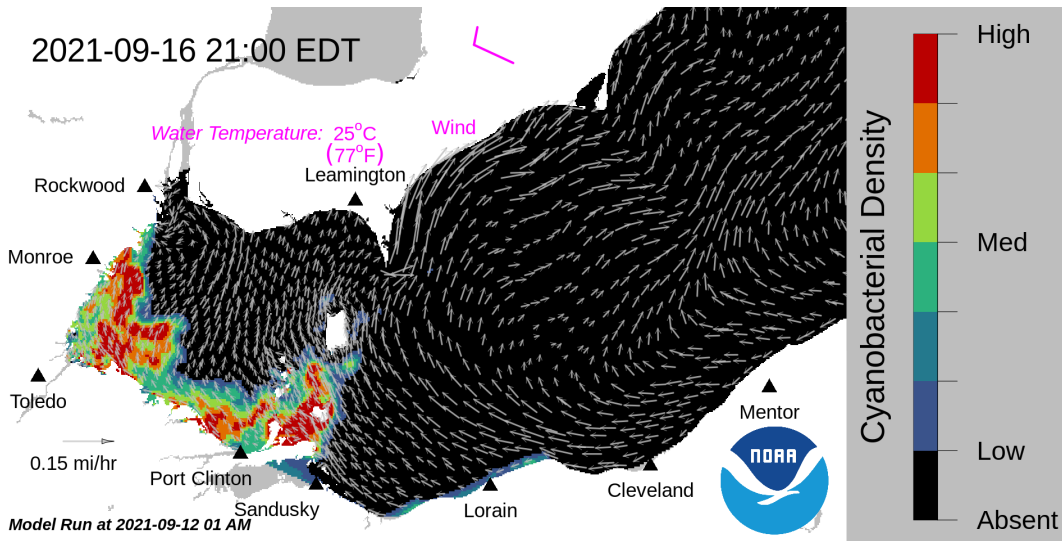 2021-09-16 21:00 EDT
Water Temperature: 25°C
(77°F)
Wind
Leamington
Rockwood
Monroe
Toledo
0.15 mi/hr
Port Clinton
Sandusky
Lorain
Cleveland
Mentor
NOAA
Model Run at 2021-09-12 01 AM
Cyanobacterial Density
High
Med
Low
Absent